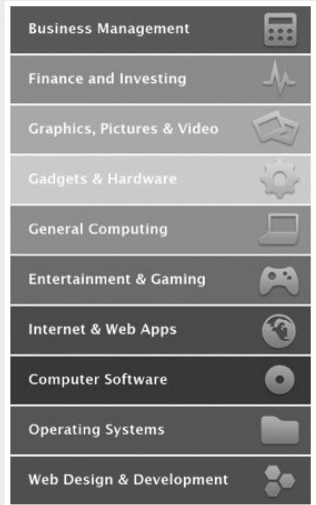 Business Management
Finance and Investing
Graphics, Pictures & Video
Gadgets & Hardware
General Computing
Entertainment & Gaming
Internet & Web Apps
Computer Software
Operating Systems
Web Design & Development